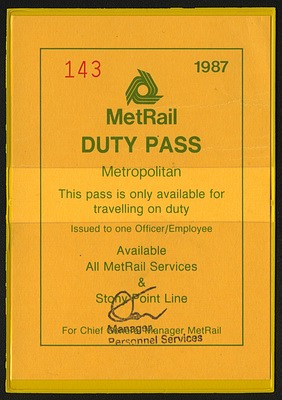 143 1987
MetRail
DUTY PASS
Metropolitan
This pass is only available for
travelling on duty
Issued to one Officer/Employee
Available
All MetRail Services
&
Stony Point Line
For Chief General Manager MetRail
Manager,
Personnel Services